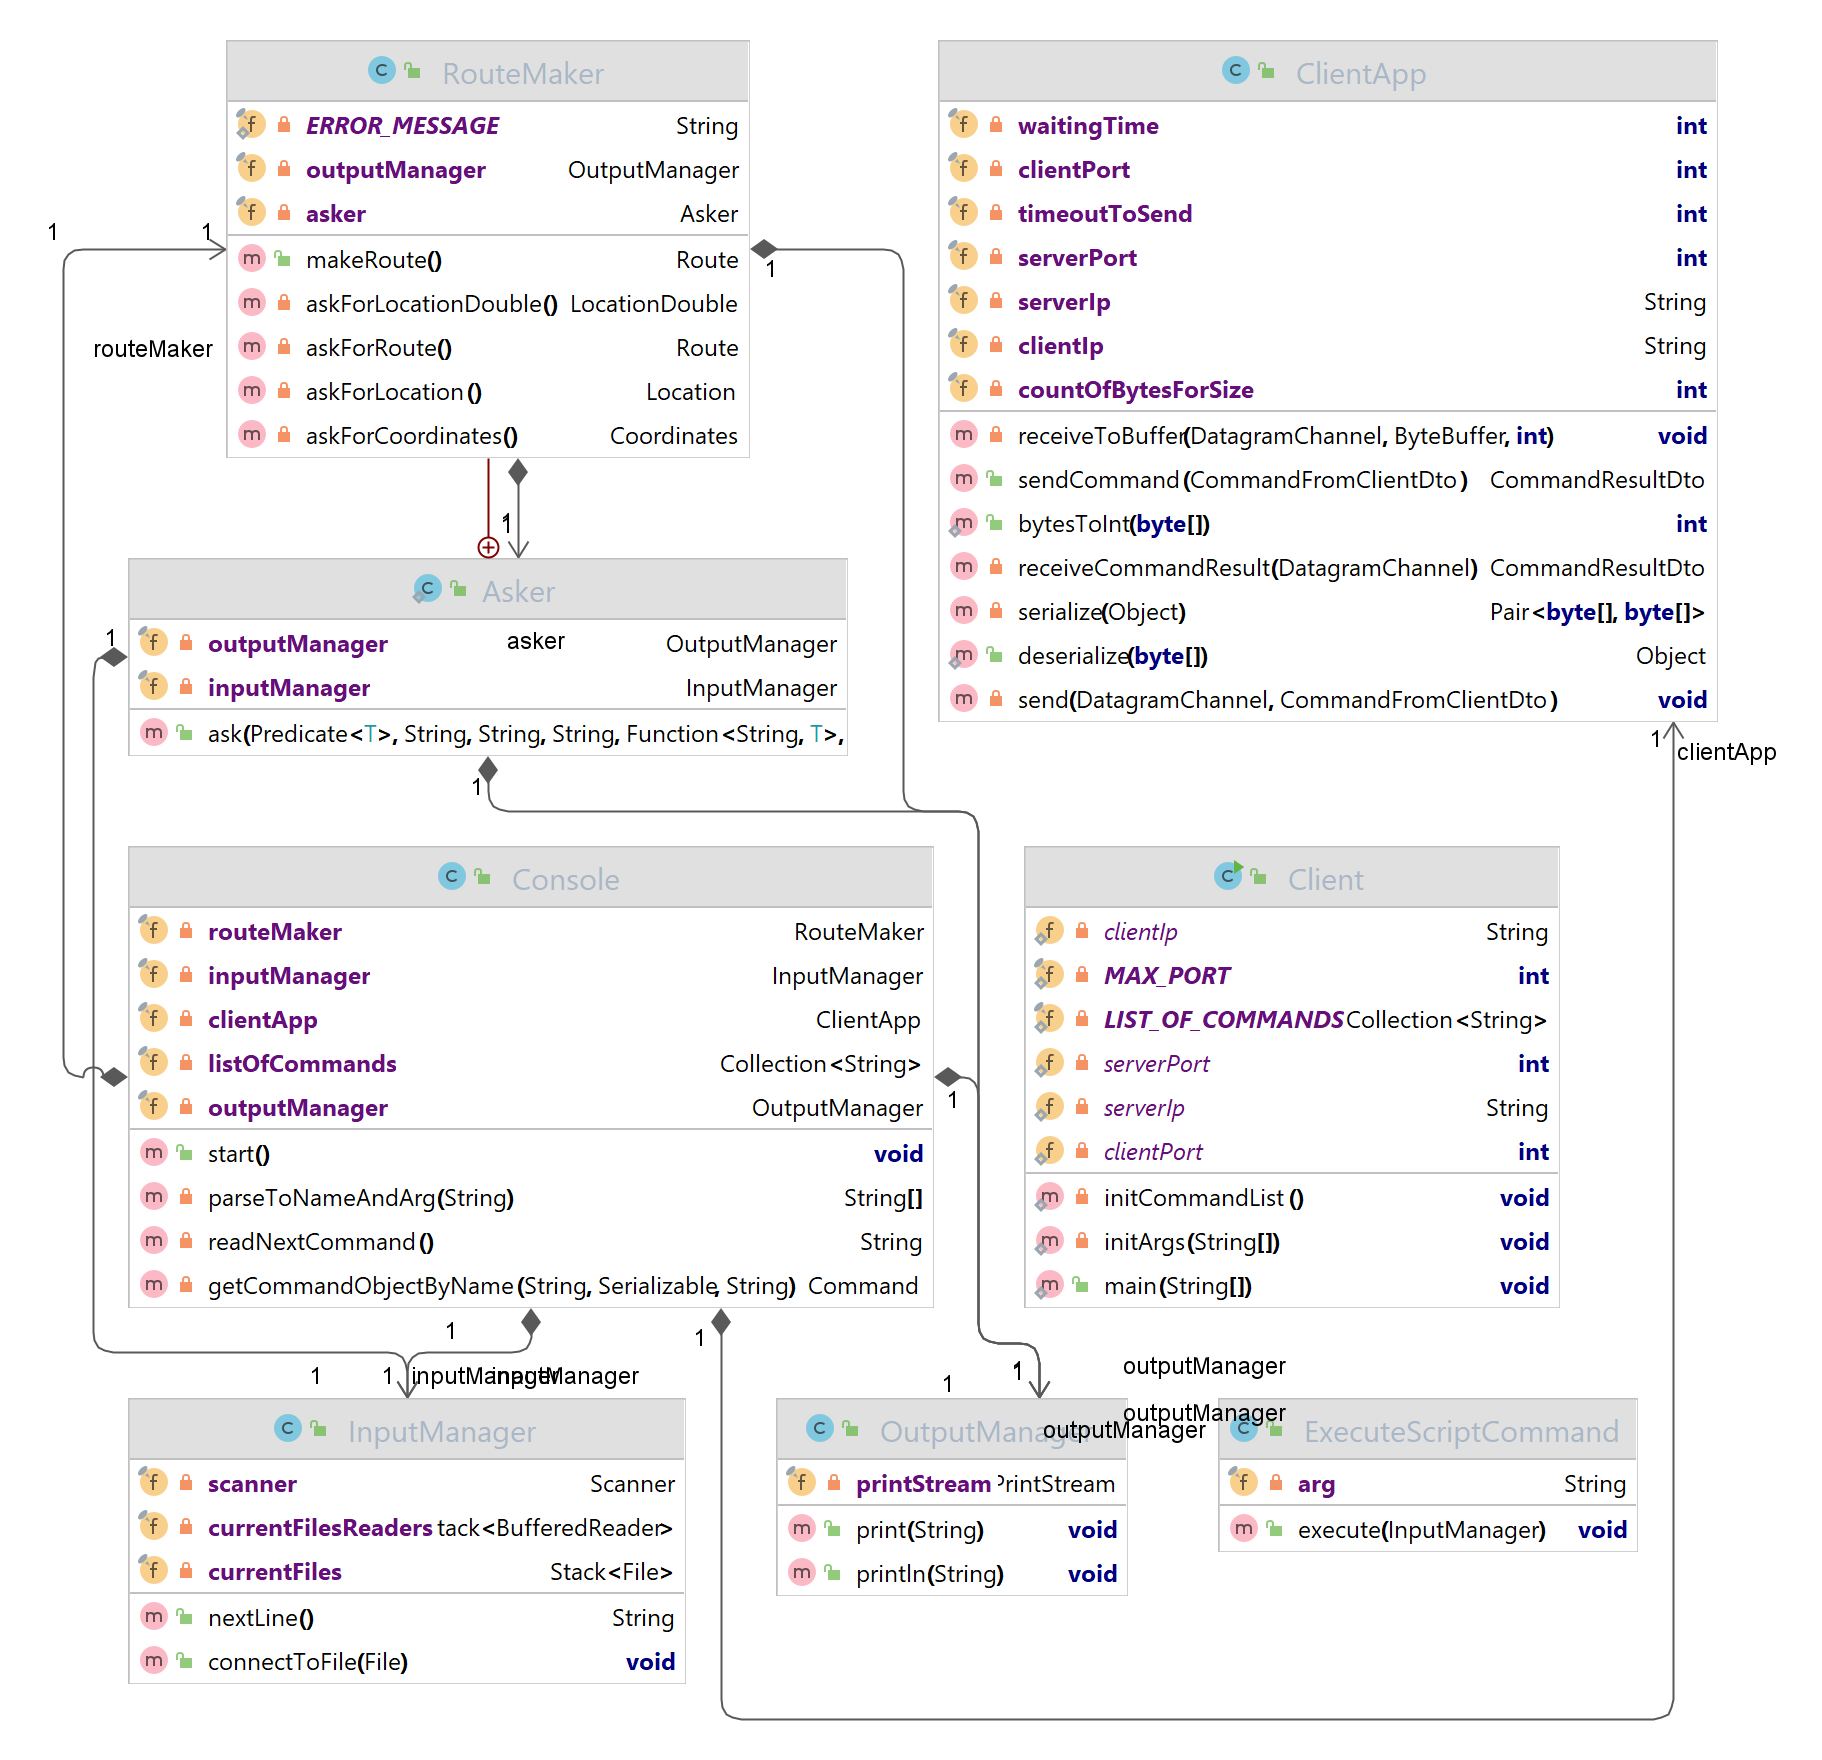 RouteMaker
ERROR_MESSAGE String
outputManager OutputManager
asker Asker
makeRoute() Route
askForLocationDouble() LocationDouble
askForRoute() Route
askForLocation() Location
askForCoordinates() Coordinates
ClientApp
waitingTime int
clientPort int
timeoutToSend int
serverPort int
serverIp String
clientIp String
countOfBytesForSize int
receiveToBuffer(DatagramChannel, ByteBuffer, int) void
sendCommand(CommandFromClientDto) CommandResultDto
bytesToInt(byte[]) int
receiveCommandResult(DatagramChannel) CommandResultDto
serialize(Object) Pair<byte[], byte[]>
deserialize(byte[]) Object
send(DatagramChannel, CommandFromClientDto) void
1
1
1
routeMaker
1
Asker
outputManager OutputManager
inputManager InputManager
ask(Predicate<T>, String, String, String, Function<String, T>,
asker
1
1
1
clientApp
Console
routeMaker RouteMaker
inputManager InputManager
clientApp ClientApp
listOfCommands Collection<String>
outputManager OutputManager
start() void
parseToNameAndArg(String) String[]
readNextCommand() String
getCommandObjectByName(String, Serializable, String) Command
1
Client
clientIp String
MAX_PORT int
LIST_OF_COMMANDS Collection<String>
serverPort int
serverIp String
clientPort int
initCommandList() void
initArgs(String[]) void
main(String[]) void
1
1
1
1
inputManager
inputManager
1
1
outputManager
outputManager
outputManager
InputManager
scanner Scanner
currentFilesReaders tack<BufferedReader>
currentFiles Stack<File>
nextLine() String
connectToFile(File) void
OutputManager
printStream PrintStream
print(String) void
println(String) void
ExecuteScriptCommand
arg String
execute(InputManager) void